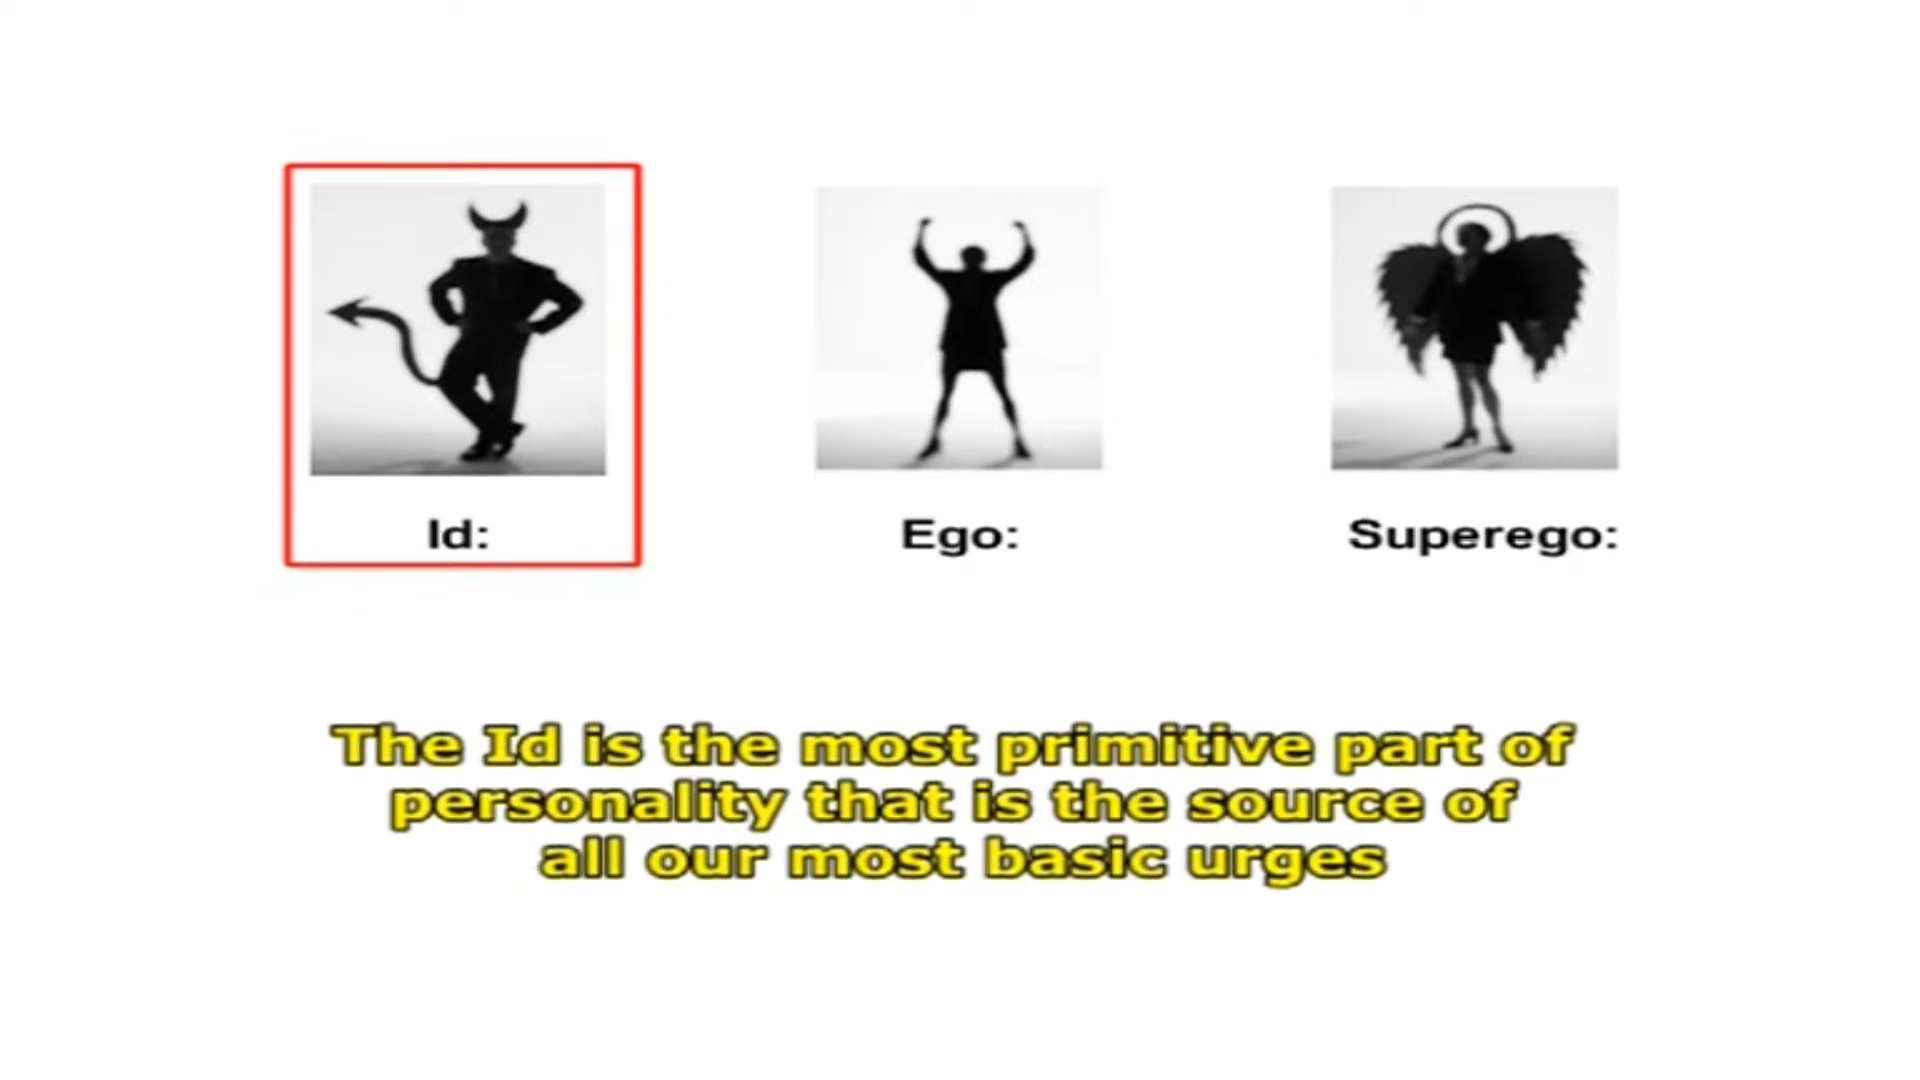 Id:
Ego:
Superego:
The Id is the most primitive part of
personality that is the source of
all our most basic urges